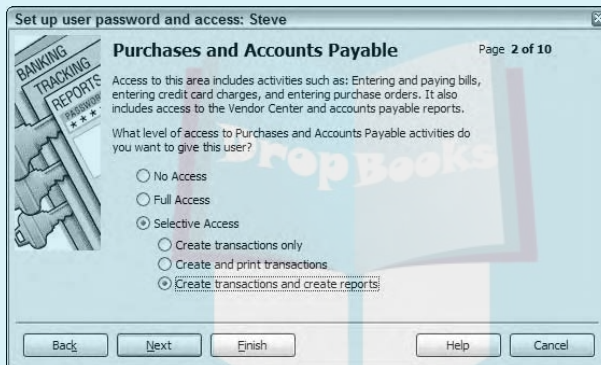 Set up user password and access: Steve
BANKING
TRACKING
REPORTS
PASSWORD
****
Purchases and Accounts Payable
Page 2 of 10
Access to this area includes activities such as: Entering and paying bills,
entering credit card charges, and entering purchase orders. It also
includes access to the Vendor Center and accounts payable reports.
What level of access to Purchases and Accounts Payable activities do
you want to give this user?
DropBooks
No Access
Full Access
Selective Access
Create transactions only
Create and print transactions
Create transactions and create reports
Back
Next
Finish
Help
Cancel